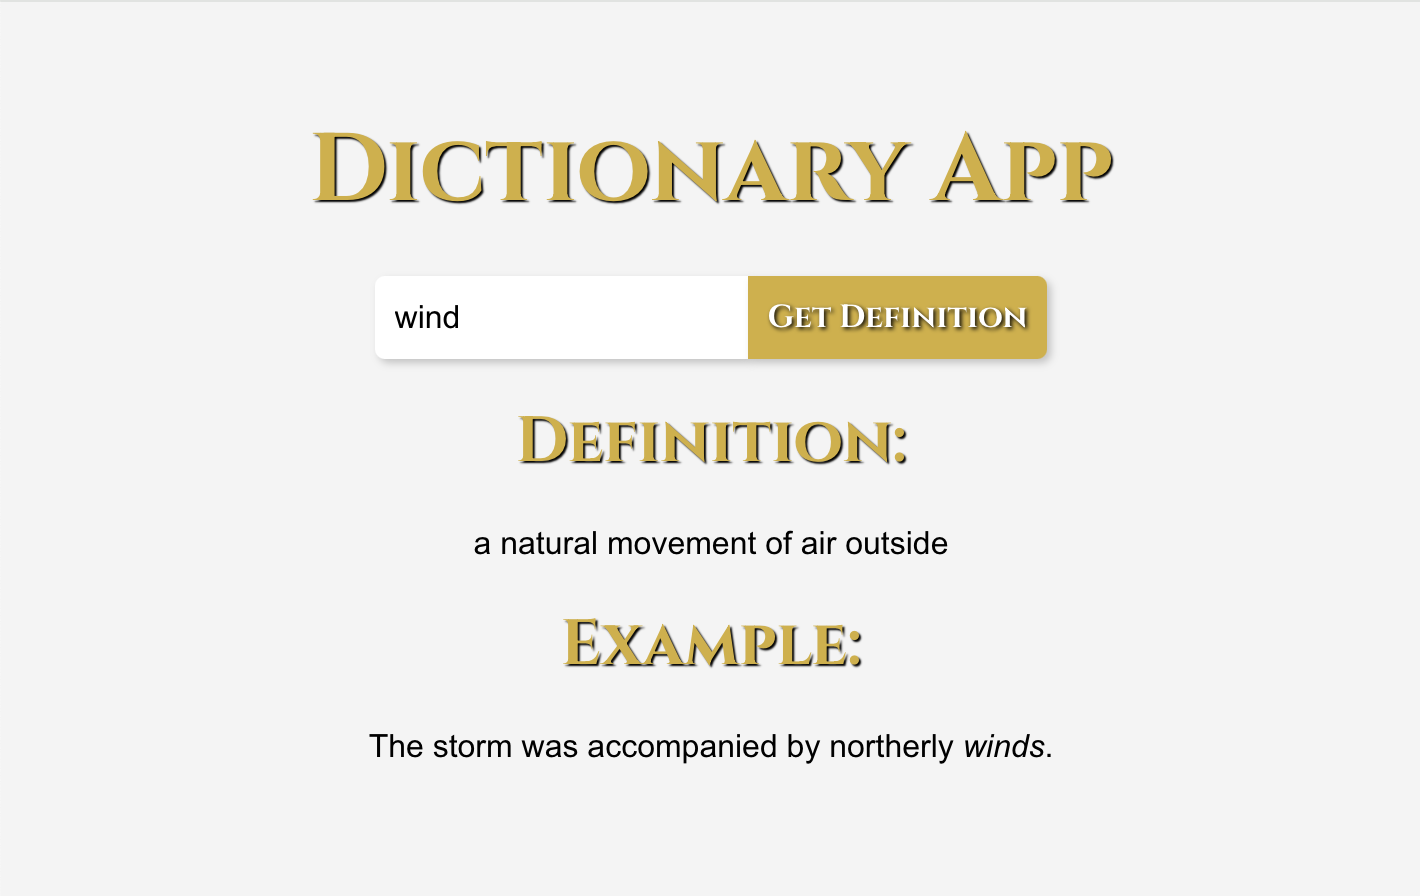 Dictionary App
wind
Get Definition
Definition:
a natural movement of air outside
Example:
The storm was accompanied by northerly winds.